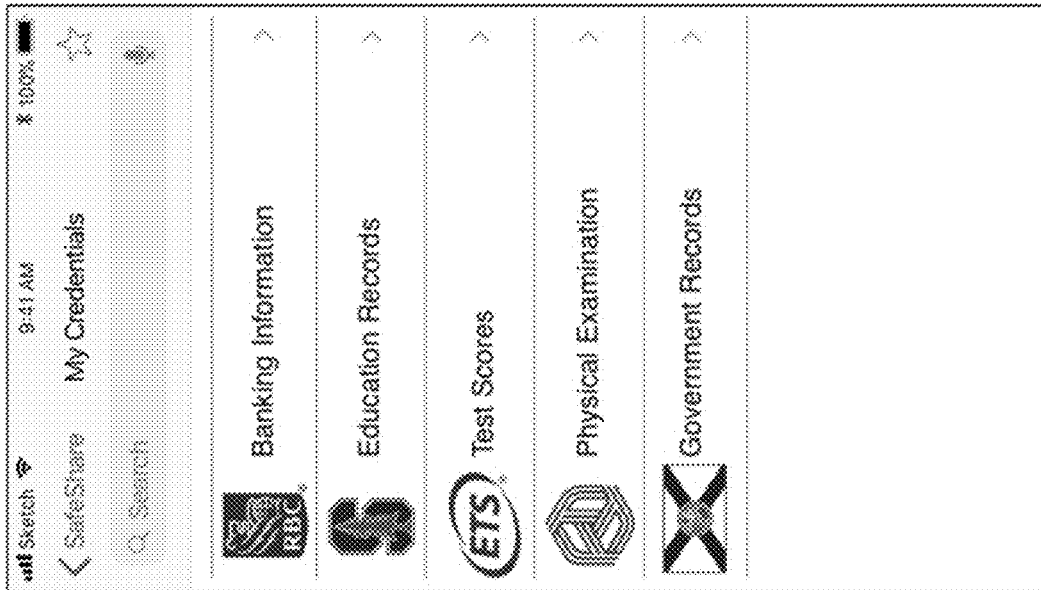 Sketch 9:41 AM 100%
SafeShare My Credentials
Search
RBC Banking Information
Education Records
ETS Test Scores
Physical Examination
Government Records